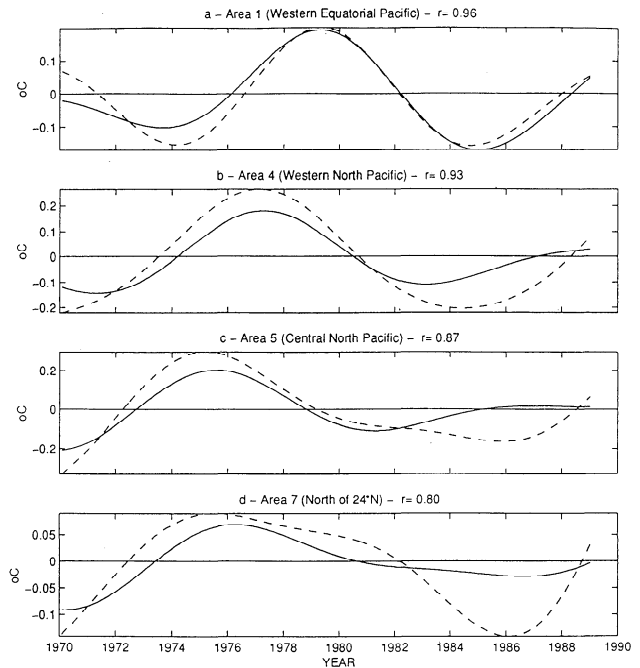 a – Area 1 (Western Equatorial Pacific) – r= 0.96
oC
0.1
0
−0.1
b – Area 4 (Western North Pacific) – r= 0.93
oC
0.2
0.1
0
−0.1
−0.2
c – Area 5 (Central North Pacific) – r= 0.87
oC
0.2
0
−0.2
d – Area 7 (North of 24°N) – r= 0.80
oC
0.05
0
−0.05
−0.1
1970 1972 1974 1976 1978 1980 1982 1984 1986 1988 1990
YEAR